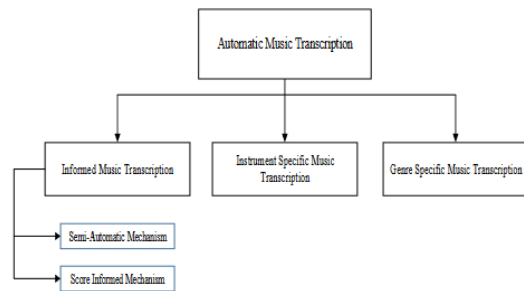 Automatic Music Transcription
Informed Music Transcription
Instrument Specific Music
Transcription
Genre Specific Music Transcription
Semi-Automatic Mechanism
Score Informed Mechanism